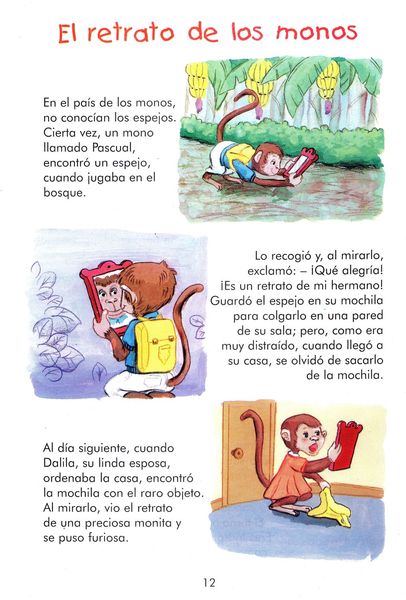 El retrato de los monos
En el país de los monos,
no conocían los espejos.
Cierta vez, un mono
llamado Pascual,
encontró un espejo,
cuando jugaba en el
bosque.
Lo recogió y, al mirarlo,
exclamó: – ¡Qué alegría!
¡Es un retrato de mi hermano!
Guardó el espejo en su mochila
para colgarlo en una pared
de su sala; pero, como era
muy distraído, cuando llegó a
su casa, se olvidó de sacarlo
de la mochila.
Al día siguiente, cuando
Dalila, su linda esposa,
ordenaba la casa, encontró
la mochila con el raro objeto.
Al mirarlo, vio el retrato
de una preciosa monita y
se puso furiosa.
12